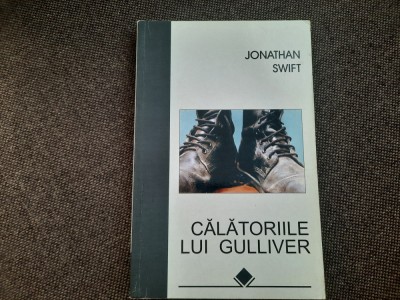 JONATHAN
SWIFT
CĂLĂTORIILE
LUI GULLIVER